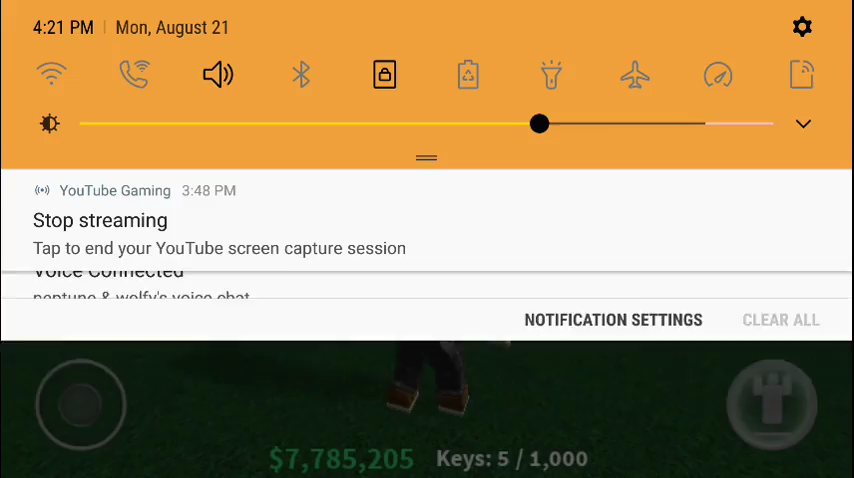 4:21 PM | Mon, August 21
YouTube Gaming 3:48 PM
Stop streaming
Tap to end your YouTube screen capture session
Voice Connected
neptune & wolfy's voice chat
NOTIFICATION SETTINGS CLEAR ALL
$7,785,205 Keys: 5 / 1,000